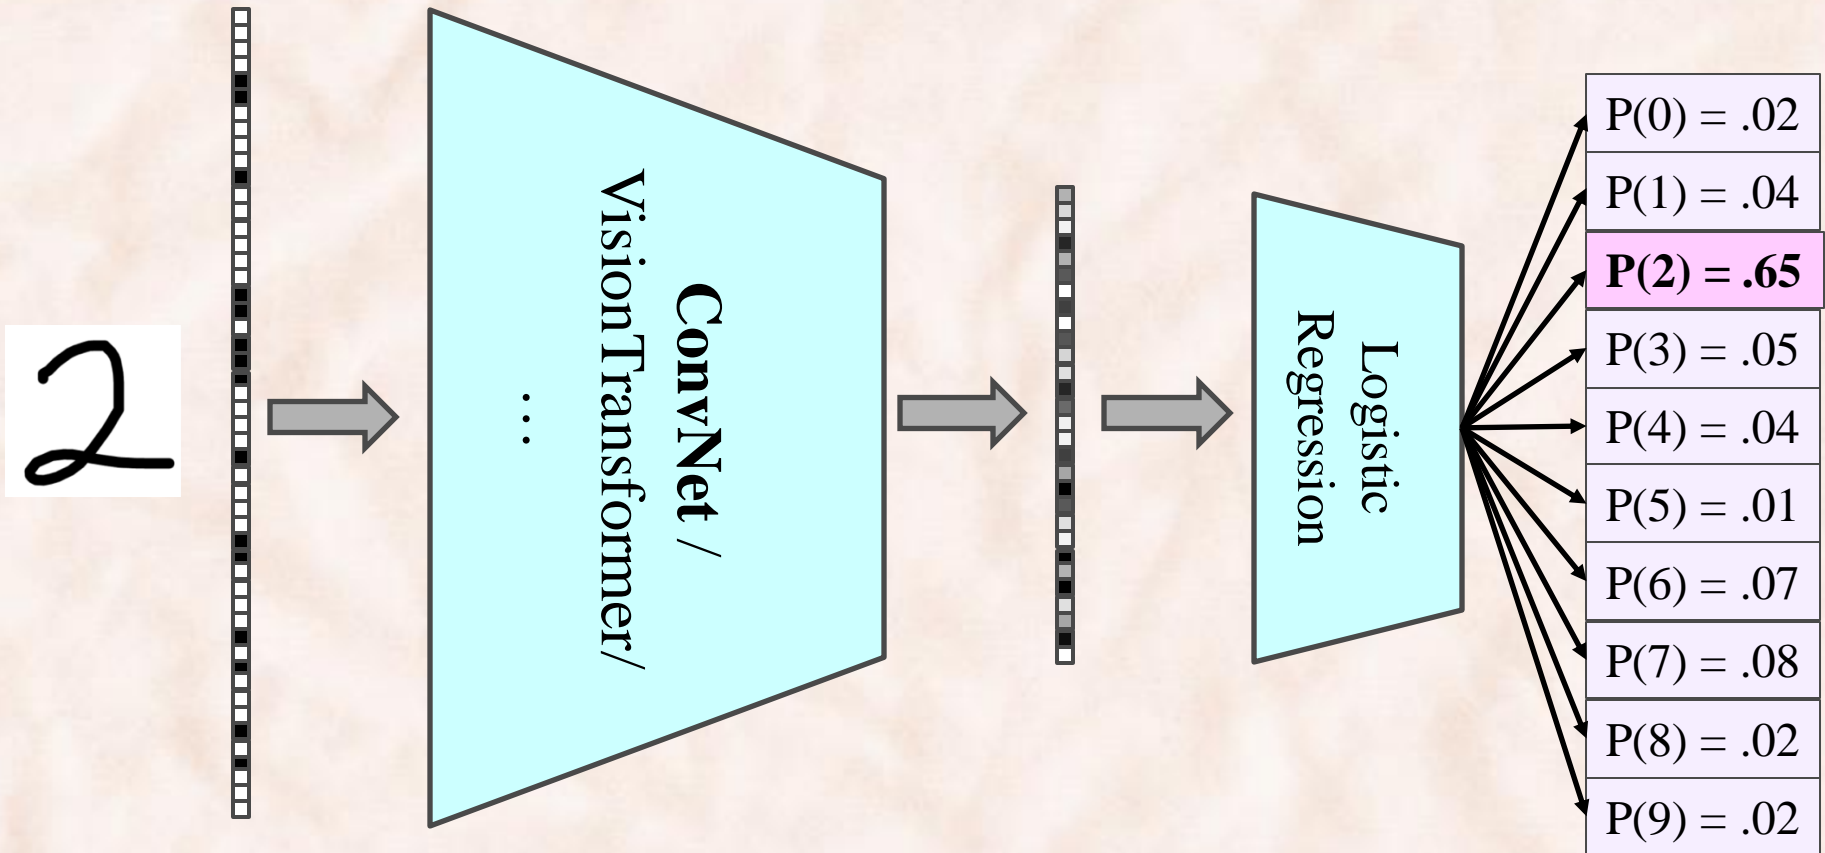 2
ConvNet /
VisionTransformer/
...
Logistic
Regression
P(0) = .02
P(1) = .04
P(2) = .65
P(3) = .05
P(4) = .04
P(5) = .01
P(6) = .07
P(7) = .08
P(8) = .02
P(9) = .02